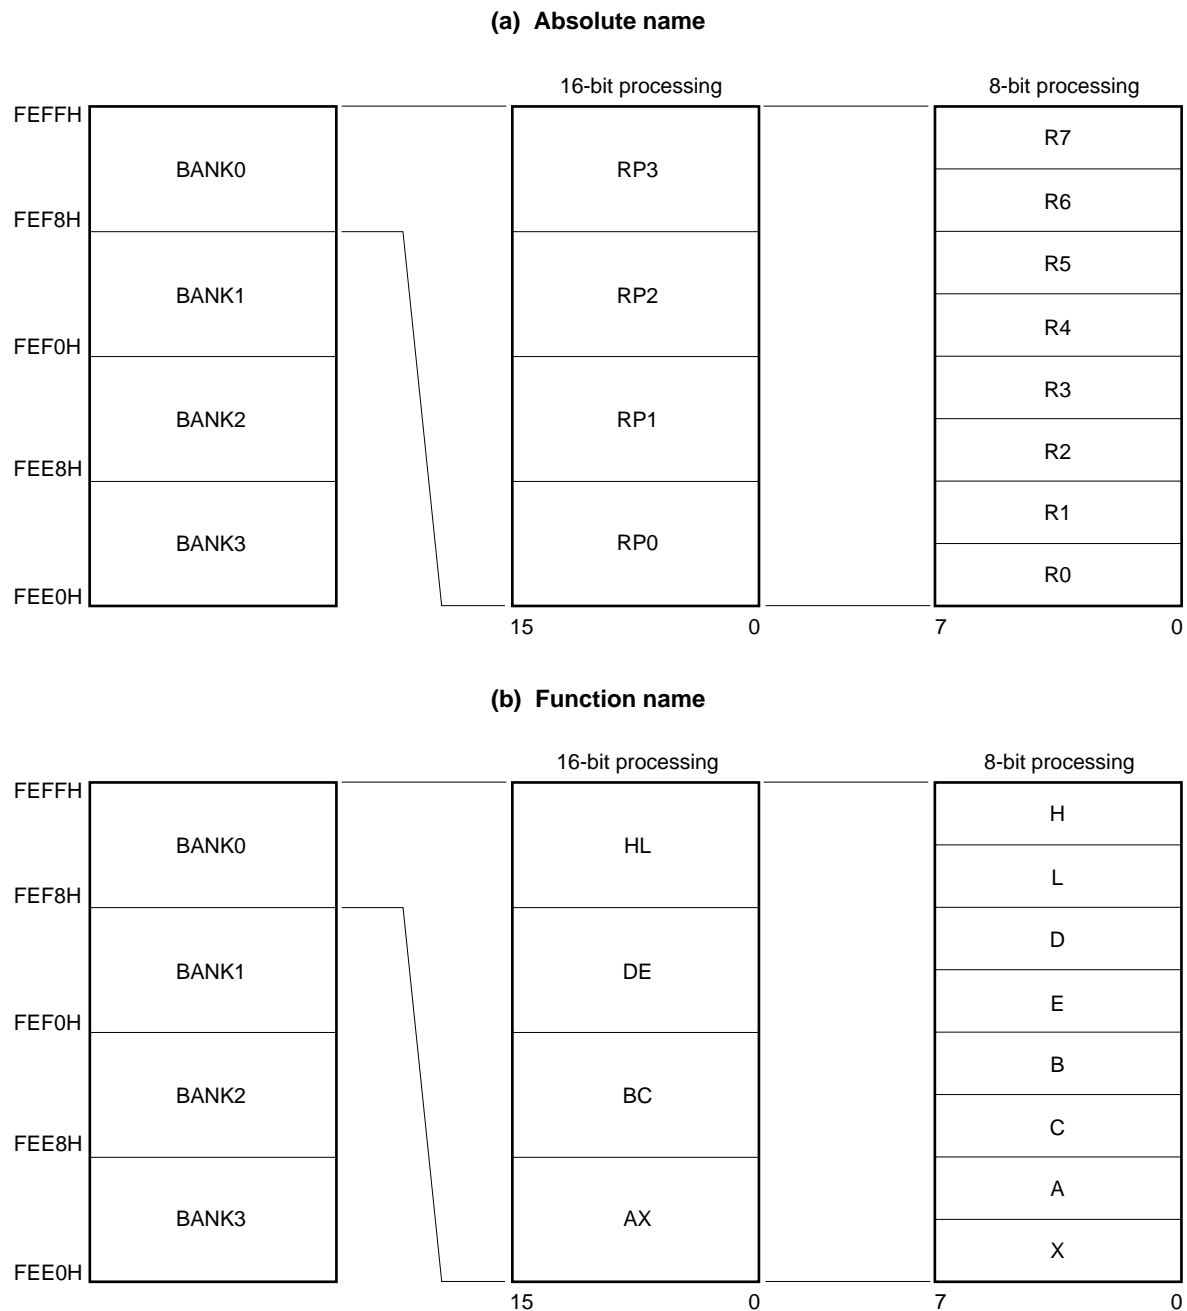 (a) Absolute name
16-bit processing
8-bit processing
FEFFH
BANK0
RP3
R7
R6
FEF8H
BANK1
RP2
R5
R4
FEF0H
BANK2
RP1
R3
R2
FEE8H
BANK3
RP0
R1
R0
FEE0H
15 0 7 0
(b) Function name
16-bit processing
8-bit processing
FEFFH
BANK0
HL
H
L
FEF8H
BANK1
DE
D
E
FEF0H
BANK2
BC
B
C
FEE8H
BANK3
AX
A
X
FEE0H
15 0 7 0